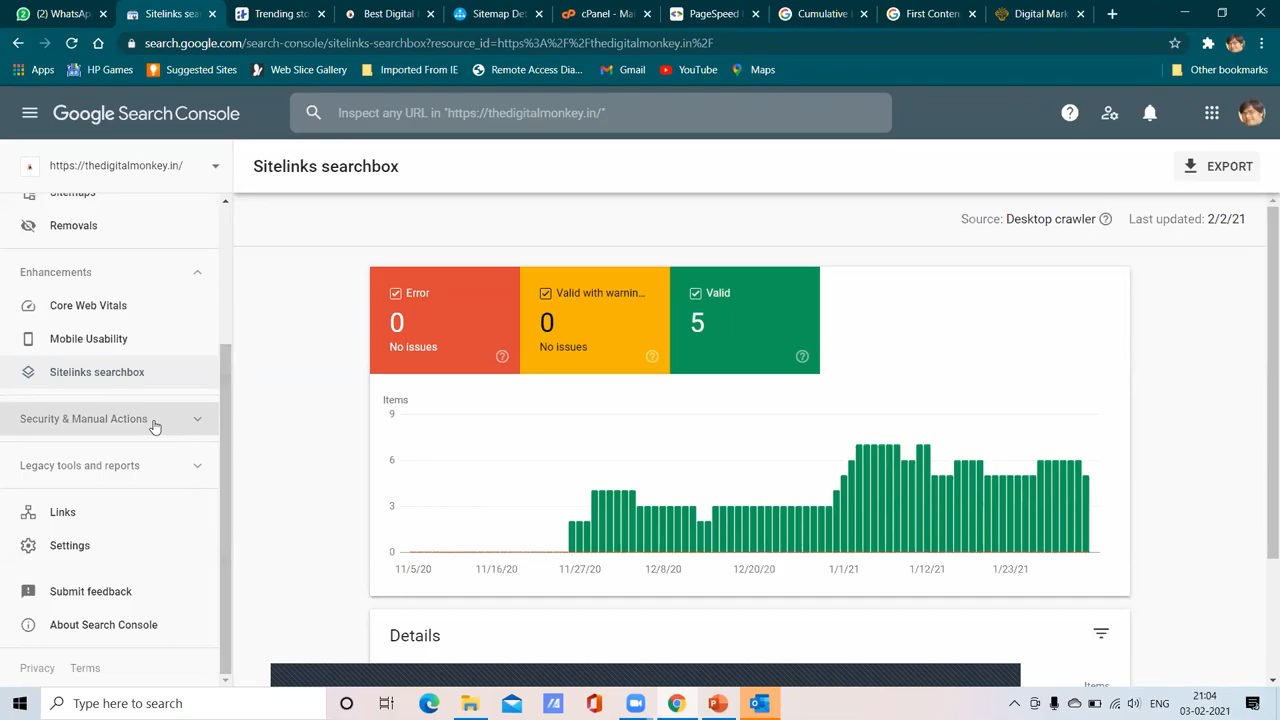 (2) WhatsA
Sitelinks sear
Trending sto
Sitemap Det
cPanel - Mai
PageSpeed I
Cumulative
First Conten
Digital Mark
search.google.com/search-console/sitelinks-searchbox?resource_id=https%3A%2F%2Fthedigitalmonkey.in%2F
Apps
HP Games
Suggested Sites
Web Slice Gallery
Imported From IE
Remote Access Dia...
Gmail
YouTube
Maps
Other bookmarks
Google Search Console
Inspect any URL in "https://thedigitalmonkey.in/"
https://thedigitalmonkey.in/
Sitelinks searchbox
EXPORT
Sitemaps
Removals
Source: Desktop crawler
Last updated: 2/2/21
Enhancements
Core Web Vitals
Mobile Usability
Sitelinks searchbox
Security & Manual Actions
Legacy tools and reports
Links
Settings
Submit feedback
About Search Console
Privacy Terms
Error
0
No issues
Valid with warnin...
0
No issues
Valid
5
Items
9
6
3
0
11/5/20
11/16/20
11/27/20
12/8/20
12/20/20
1/1/21
1/12/21
1/23/21
Details
Items
Type here to search
ENG
21:04
03-02-2021